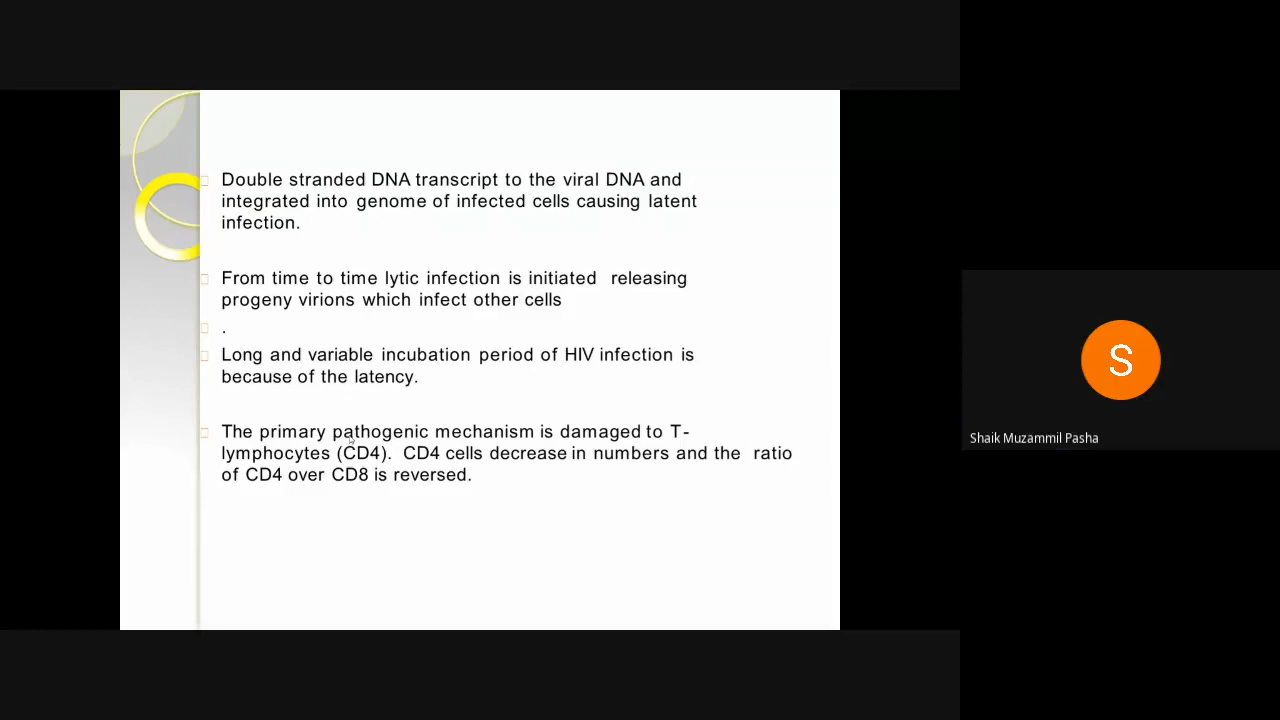 Double stranded DNA transcript to the viral DNA and
integrated into genome of infected cells causing latent
infection.
From time to time lytic infection is initiated releasing
progeny virions which infect other cells
.
Long and variable incubation period of HIV infection is
because of the latency.
The primary pathogenic mechanism is damaged to T-
lymphocytes (CD4). CD4 cells decrease in numbers and the ratio
of CD4 over CD8 is reversed.
S
Shaik Muzammil Pasha